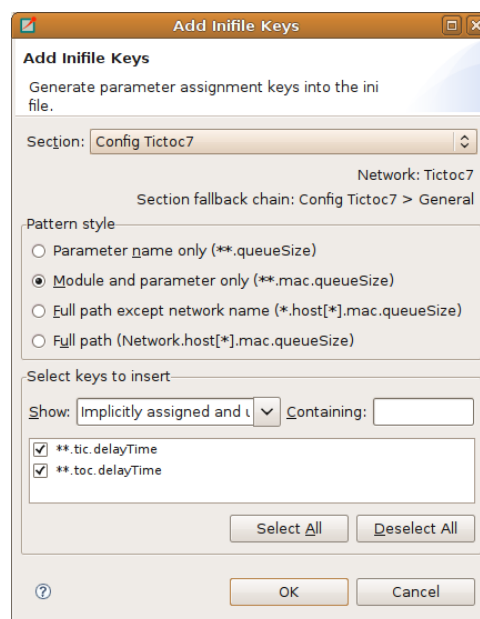 Add Inifile Keys
Add Inifile Keys
Generate parameter assignment keys into the ini
file.
Section: Config Tictoc7
Network: Tictoc7
Section fallback chain: Config Tictoc7 > General
Pattern style
Parameter name only (**.queueSize)
Module and parameter only (**.mac.queueSize)
Full path except network name (*.host[*].mac.queueSize)
Full path (Network.host[*].mac.queueSize)
Select keys to insert
Show: Implicitly assigned and Containing:
**.tic.delayTime
**.toc.delayTime
Select All Deselect All
? OK Cancel